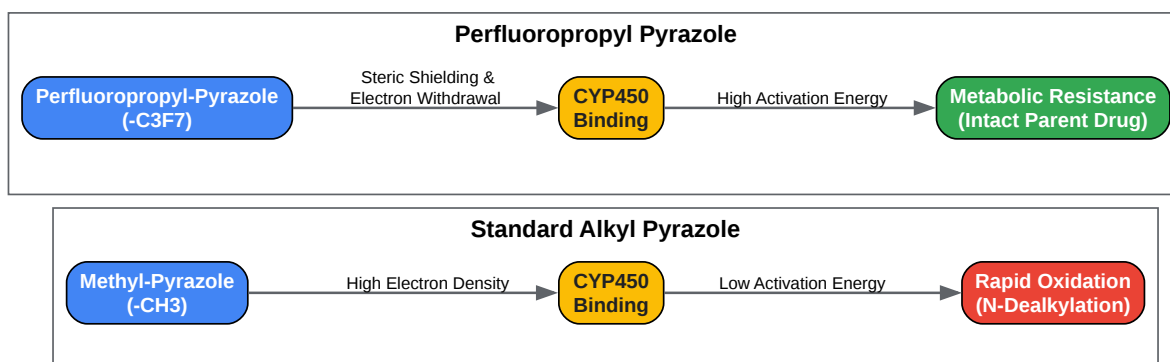 Perfluoropropyl Pyrazole
Steric Shielding &
Electron Withdrawal
Perfluoropropyl-Pyrazole
(-C3F7)
CYP450
Binding
High Activation Energy
Metabolic Resistance
(Intact Parent Drug)
Standard Alkyl Pyrazole
Methyl-Pyrazole
(-CH3)
High Electron Density
CYP450
Binding
Low Activation Energy
Rapid Oxidation
(N-Dealkylation)